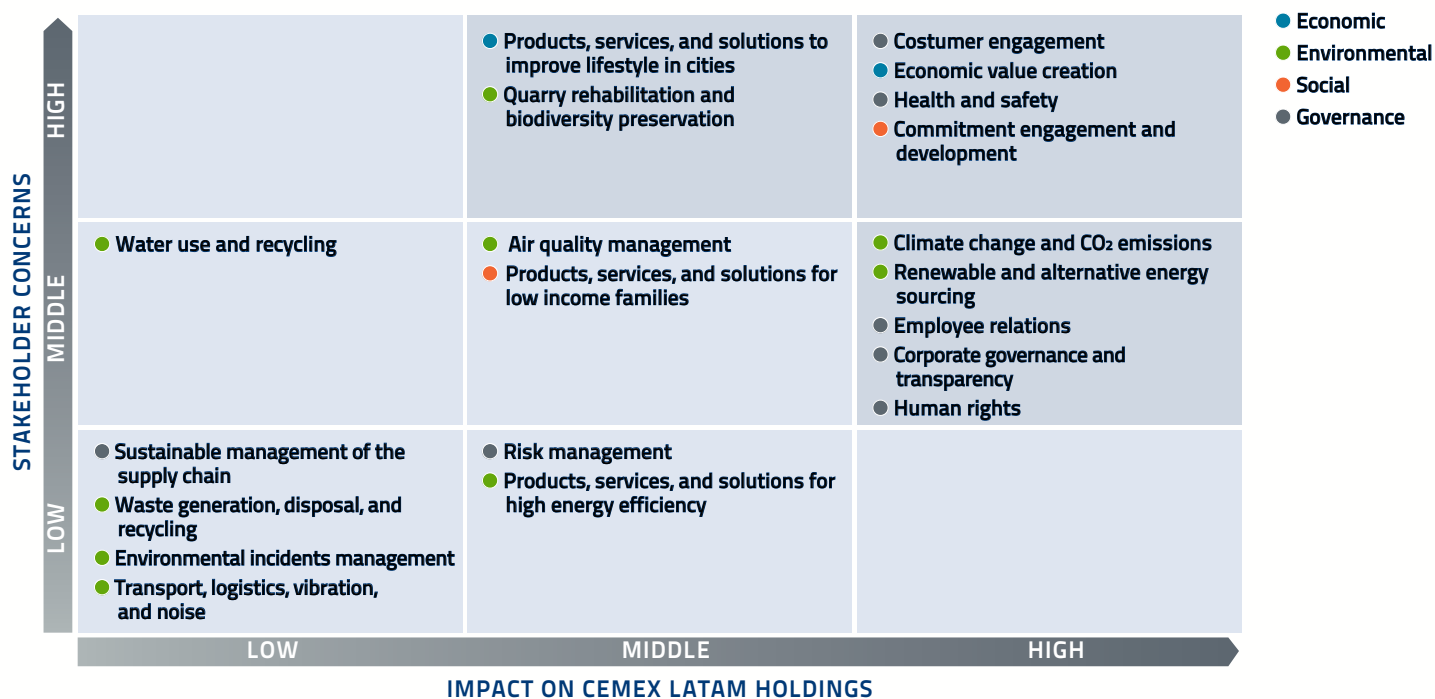 Economic
Environmental
Social
Governance
STAKEHOLDER CONCERNS
HIGH
MIDDLE
LOW
Products, services, and solutions to
improve lifestyle in cities
Quarry rehabilitation and
biodiversity preservation
Costumer engagement
Economic value creation
Health and safety
Commitment engagement and
development
Water use and recycling
Air quality management
Products, services, and solutions for
low income families
Climate change and CO₂ emissions
Renewable and alternative energy
sourcing
Employee relations
Corporate governance and
transparency
Human rights
Sustainable management of the
supply chain
Waste generation, disposal, and
recycling
Environmental incidents management
Transport, logistics, vibration,
and noise
Risk management
Products, services, and solutions for
high energy efficiency
LOW
MIDDLE
HIGH
IMPACT ON CEMEX LATAM HOLDINGS